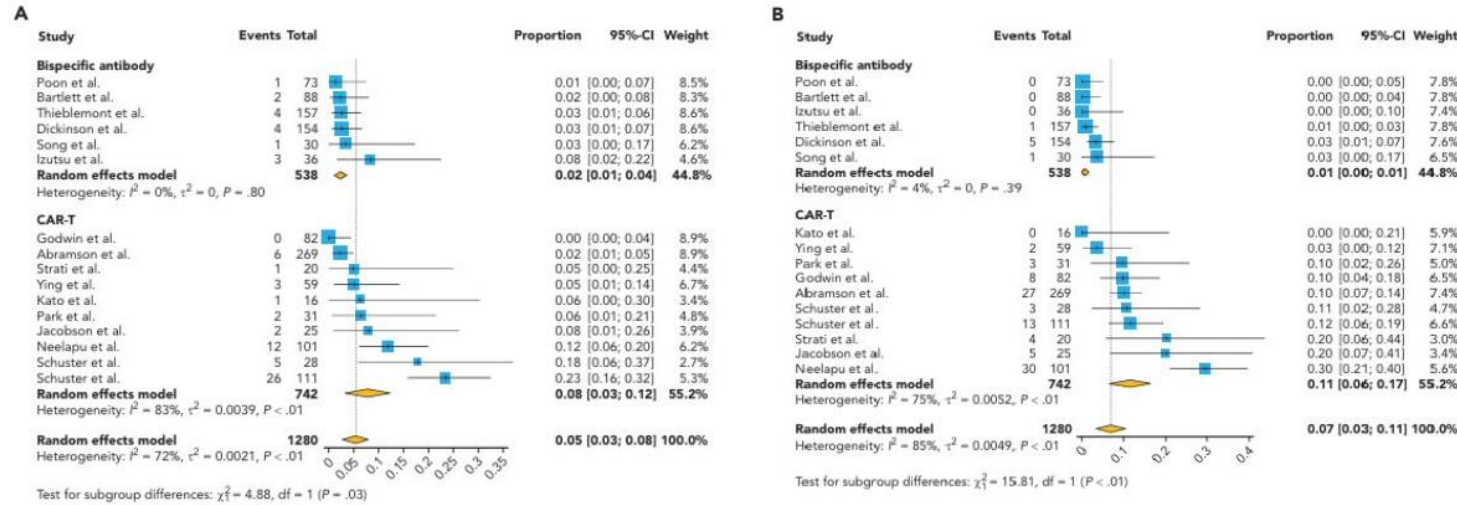 A
Study Events Total Proportion 95%-CI Weight
Bispecific antibody
Poon et al. 1 73 0.01 [0.00; 0.07] 8.5%
Bartlett et al. 2 88 0.02 [0.00; 0.08] 8.3%
Thieblemont et al. 4 157 0.03 [0.01; 0.06] 8.6%
Dickinson et al. 4 154 0.03 [0.01; 0.07] 8.6%
Song et al. 1 30 0.03 [0.00; 0.17] 6.2%
Izutsu et al. 3 36 0.08 [0.02; 0.22] 4.6%
Random effects model 538 0.02 [0.01; 0.04] 44.8%
Heterogeneity: I² = 0%, τ² = 0, P = .80
CAR-T
Godwin et al. 0 82 0.00 [0.00; 0.04] 8.9%
Abramson et al. 6 269 0.02 [0.01; 0.05] 8.9%
Strati et al. 1 20 0.05 [0.00; 0.25] 4.4%
Ying et al. 3 59 0.05 [0.01; 0.14] 6.7%
Kato et al. 1 16 0.06 [0.00; 0.30] 3.4%
Park et al. 2 31 0.06 [0.01; 0.21] 4.8%
Jacobson et al. 2 25 0.08 [0.01; 0.26] 3.9%
Neelapu et al. 12 101 0.12 [0.06; 0.20] 6.2%
Schuster et al. 5 28 0.18 [0.06; 0.37] 2.7%
Schuster et al. 26 111 0.23 [0.16; 0.32] 5.3%
Random effects model 742 0.08 [0.03; 0.12] 55.2%
Heterogeneity: I² = 83%, τ² = 0.0039, P < .01
Random effects model 1280 0.05 [0.03; 0.08] 100.0%
Heterogeneity: I² = 72%, τ² = 0.0021, P < .01
0 0.05 0.1 0.15 0.2 0.25 0.3 0.35
Test for subgroup differences: χ²₁ = 4.88, df = 1 (P = .03)
B
Study Events Total Proportion 95%-CI Weight
Bispecific antibody
Poon et al. 0 73 0.00 [0.00; 0.05] 7.8%
Bartlett et al. 0 88 0.00 [0.00; 0.04] 7.8%
Izutsu et al. 0 36 0.00 [0.00; 0.10] 7.4%
Thieblemont et al. 1 157 0.01 [0.00; 0.03] 7.8%
Dickinson et al. 5 154 0.03 [0.01; 0.07] 7.6%
Song et al. 1 30 0.03 [0.00; 0.17] 6.5%
Random effects model 538 0.01 [0.00; 0.01] 44.8%
Heterogeneity: I² = 4%, τ² = 0, P = .39
CAR-T
Kato et al. 0 16 0.00 [0.00; 0.21] 5.9%
Ying et al. 2 59 0.03 [0.00; 0.12] 7.1%
Park et al. 3 31 0.10 [0.02; 0.26] 5.0%
Godwin et al. 8 82 0.10 [0.04; 0.18] 6.5%
Abramson et al. 27 269 0.10 [0.07; 0.14] 7.4%
Schuster et al. 3 28 0.11 [0.02; 0.28] 4.7%
Schuster et al. 13 111 0.12 [0.06; 0.19] 6.6%
Strati et al. 4 20 0.20 [0.06; 0.44] 3.0%
Jacobson et al. 5 25 0.20 [0.07; 0.41] 3.4%
Neelapu et al. 30 101 0.30 [0.21; 0.40] 5.6%
Random effects model 742 0.11 [0.06; 0.17] 55.2%
Heterogeneity: I² = 75%, τ² = 0.0052, P < .01
Random effects model 1280 0.07 [0.03; 0.11] 100.0%
Heterogeneity: I² = 85%, τ² = 0.0049, P < .01
0 0.1 0.2 0.3 0.4
Test for subgroup differences: χ²₁ = 15.81, df = 1 (P < .01)